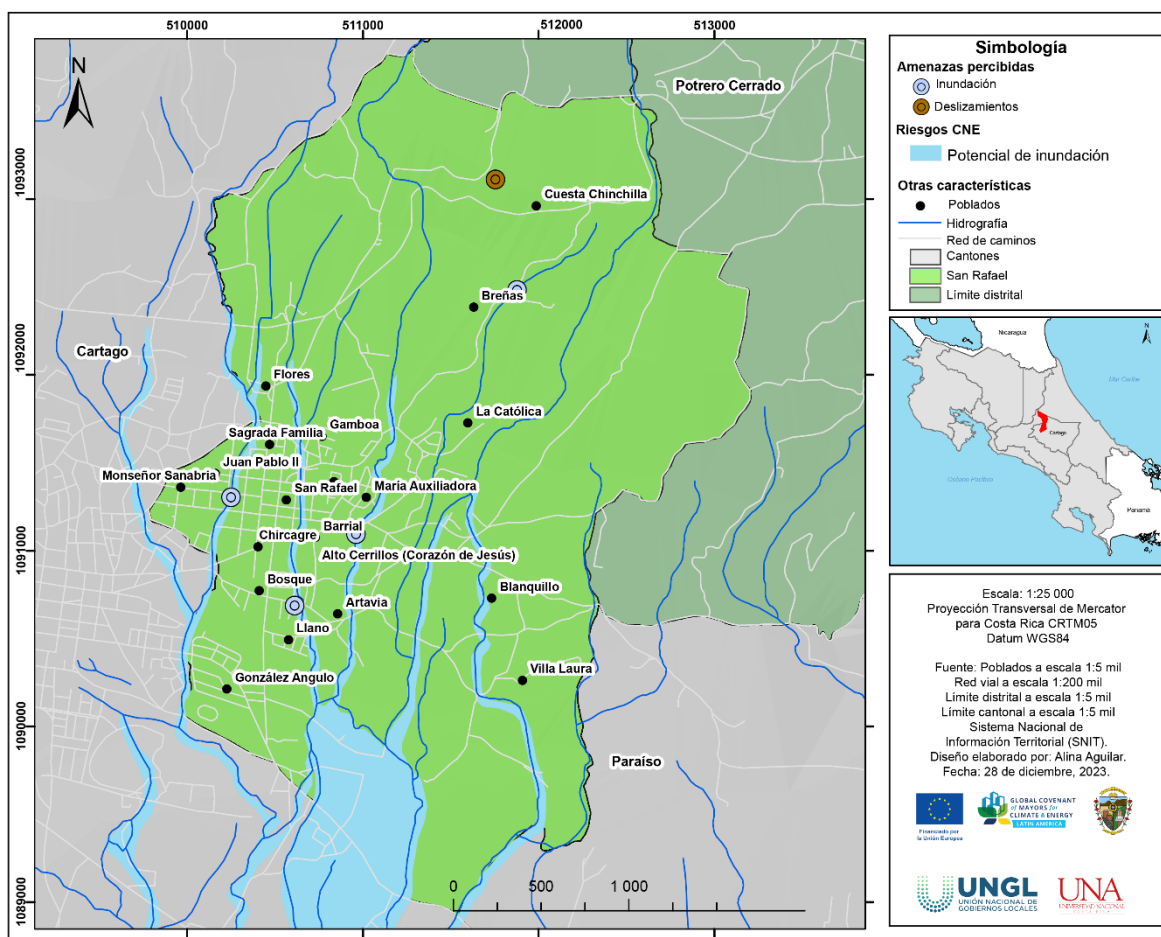 510000 511000 512000 513000
1093000
1092000
1091000
1090000
1089000
N
Potrero Cerrado
Cuesta Chinchilla
Breñas
Cartago
Flores
La Católica
Gamboa
Sagrada Familia
Juan Pablo II
Monseñor Sanabria
San Rafael
María Auxiliadora
Barrial
Chircagre
Alto Cerrillos (Corazón de Jesús)
Bosque
Blanquillo
Artavia
Llano
Villa Laura
González Angulo
Paraíso
0 500 1 000
Simbología
Amenazas percibidas
Inundación
Deslizamientos
Riesgos CNE
Potencial de inundación
Otras características
Poblados
Hidrografía
Red de caminos
Cantones
San Rafael
Límite distrital
Nicaragua
N
Mar Caribe
Cartago
Océano Pacífico
Panamá
Escala: 1:25 000
Proyección Transversal de Mercator
para Costa Rica CRTM05
Datum WGS84
Fuente: Poblados a escala 1:5 mil
Red vial a escala 1:200 mil
Límite distrital a escala 1:5 mil
Límite cantonal a escala 1:5 mil
Sistema Nacional de
Información Territorial (SNIT).
Diseño elaborado por: Alina Aguilar.
Fecha: 28 de diciembre, 2023.
Financiado por
la Unión Europea
GLOBAL COVENANT
of MAYORS for
CLIMATE & ENERGY
LATIN AMERICA
UNGL
UNIÓN NACIONAL DE
GOBIERNOS LOCALES
UNA
UNIVERSIDAD NACIONAL